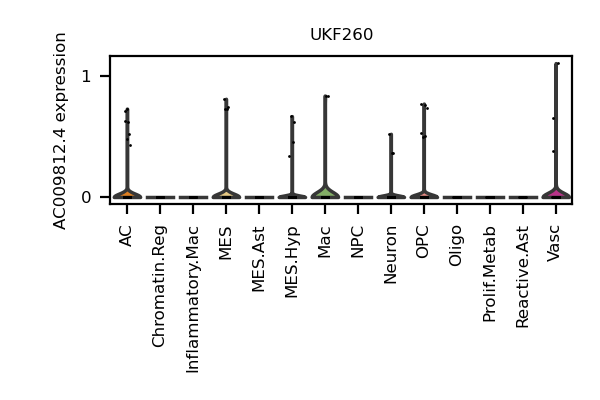 UKF260
AC009812.4 expression
1
0
AC
Chromatin.Reg
Inflammatory.Mac
MES
MES.Ast
MES.Hyp
Mac
NPC
Neuron
OPC
Oligo
Prolif.Metab
Reactive.Ast
Vasc